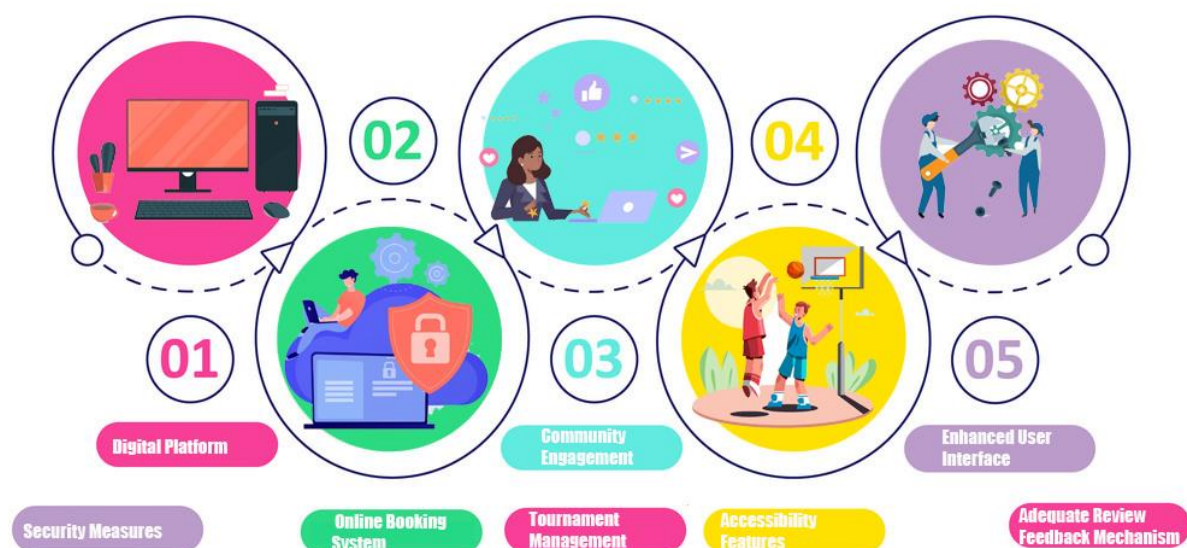 02
04
01
03
05
Digital Platform
Community
Engagement
Enhanced User
Interface
Security Measures
Online Booking
System
Tournament
Management
Accessibility
Features
Adequate Review
Feedback Mechanism